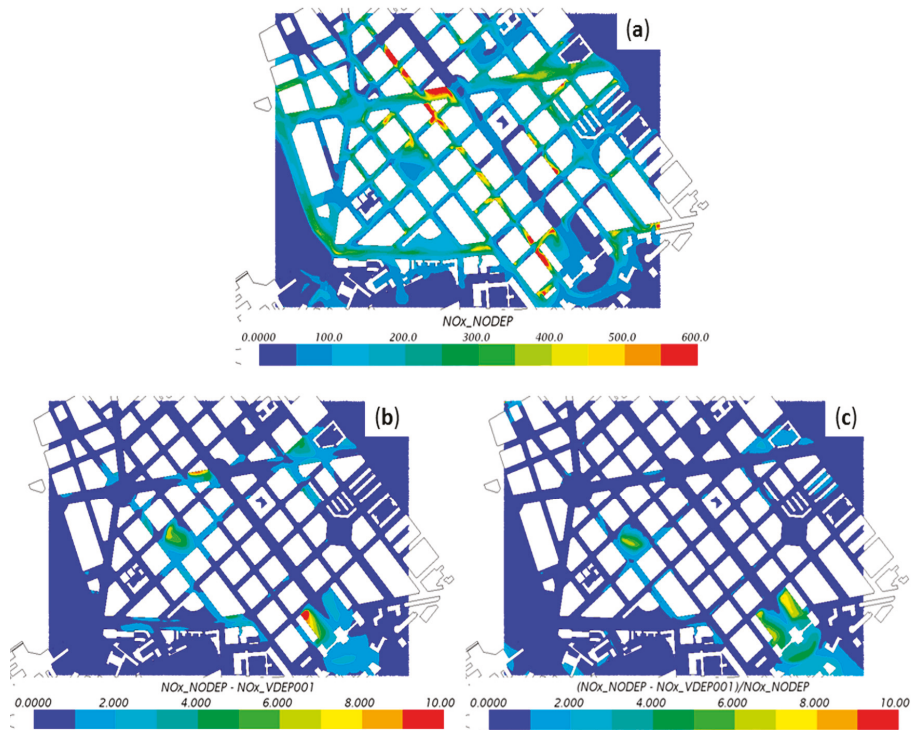 (a)
NOx_NODEP
0.0000 100.0 200.0 300.0 400.0 500.0 600.0
(b)
(c)
NOx_NODEP - NOx_VDEP001
0.0000 2.000 4.000 6.000 8.000 10.00
(NOx_NODEP - NOx_VDEP001)/NOx_NODEP
0.0000 2.000 4.000 6.000 8.000 10.00